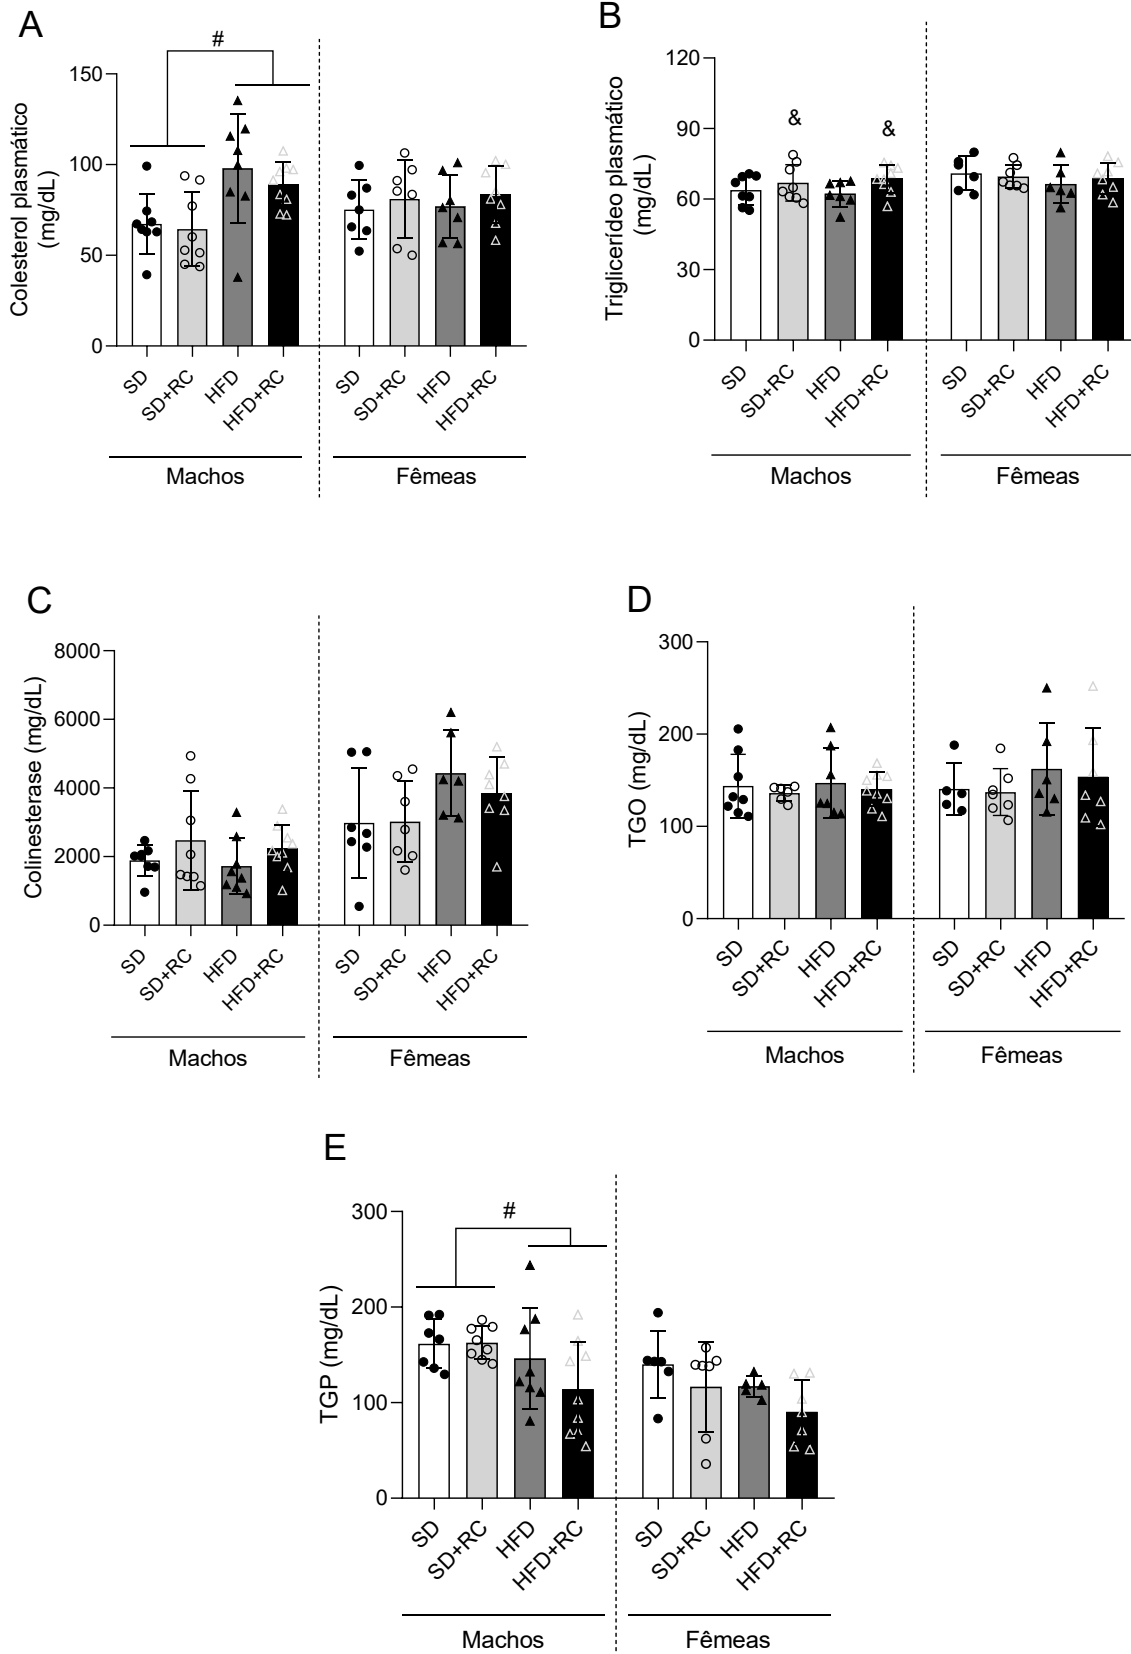 A
#
Colesterol plasmático
(mg/dL)
150
100
50
0
SD
SD+RC
HFD
HFD+RC
SD
SD+RC
HFD
HFD+RC
Machos
Fêmeas
B
Triglicerídeo plasmático
(mg/dL)
120
90
60
30
0
&
&
SD
SD+RC
HFD
HFD+RC
SD
SD+RC
HFD
HFD+RC
Machos
Fêmeas
C
Colinesterase (mg/dL)
8000
6000
4000
2000
0
SD
SD+RC
HFD
HFD+RC
SD
SD+RC
HFD
HFD+RC
Machos
Fêmeas
D
TGO (mg/dL)
300
200
100
0
SD
SD+RC
HFD
HFD+RC
SD
SD+RC
HFD
HFD+RC
Machos
Fêmeas
E
TGP (mg/dL)
300
200
100
0
#
SD
SD+RC
HFD
HFD+RC
SD
SD+RC
HFD
HFD+RC
Machos
Fêmeas